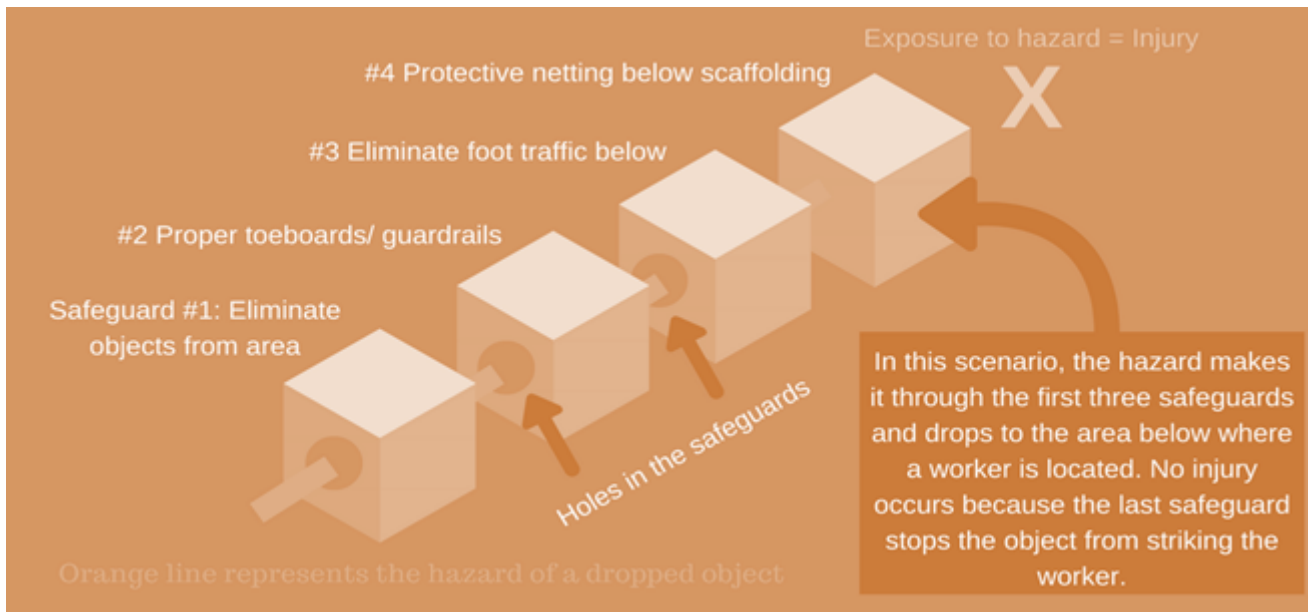 Exposure to hazard = Injury
X
#4 Protective netting below scaffolding
#3 Eliminate foot traffic below
#2 Proper toeboards/ guardrails
Safeguard #1: Eliminate
objects from area
Holes in the safeguards
In this scenario, the hazard makes
it through the first three safeguards
and drops to the area below where
a worker is located. No injury
occurs because the last safeguard
stops the object from striking the
worker.
Orange line represents the hazard of a dropped object